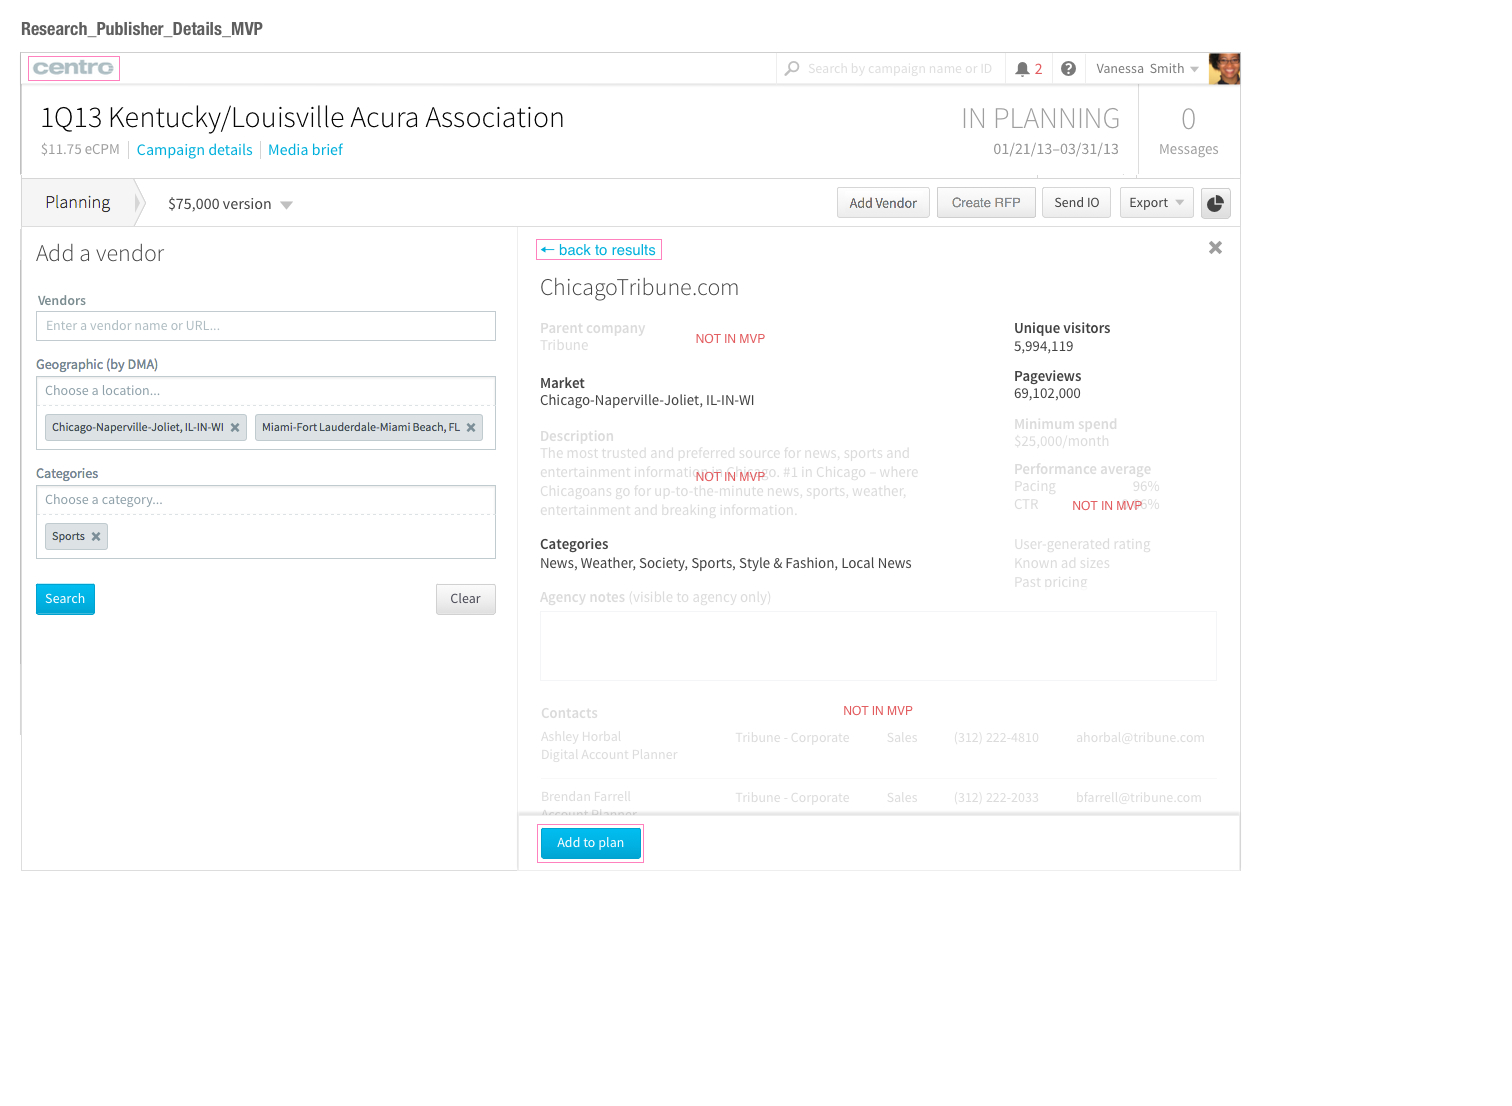 Research_Publisher_Details_MVP
centro
Search by campaign name or ID
2
?
Vanessa Smith
1Q13 Kentucky/Louisville Acura Association
IN PLANNING
0
$11.75 eCPM
Campaign details
Media brief
01/21/13–03/31/13
Messages
Planning
$75,000 version
Add Vendor
Create RFP
Send IO
Export
Add a vendor
Vendors
Enter a vendor name or URL...
Geographic (by DMA)
Choose a location...
Chicago-Naperville-Joliet, IL-IN-WI
Miami-Fort Lauderdale-Miami Beach, FL
Categories
Choose a category...
Sports
Search
Clear
← back to results
ChicagoTribune.com
Parent company
Tribune
NOT IN MVP
Market
Chicago-Naperville-Joliet, IL-IN-WI
Description
The most trusted and preferred source for news, sports and
entertainment information in Chicago. #1 in Chicago – where
NOT IN MVP
Chicagoans go for up-to-the-minute news, sports, weather,
entertainment and breaking information.
Categories
News, Weather, Society, Sports, Style & Fashion, Local News
Unique visitors
5,994,119
Pageviews
69,102,000
Minimum spend
$25,000/month
Performance average
Pacing 96%
CTR
NOT IN MVP
User-generated rating
Known ad sizes
Past pricing
Agency notes (visible to agency only)
NOT IN MVP
Contacts
Ashley Horbal Tribune - Corporate Sales (312) 222-4810 ahorbal@tribune.com
Digital Account Planner
Brendan Farrell Tribune - Corporate Sales (312) 222-2033 bfarrell@tribune.com
Account Planner
Add to plan